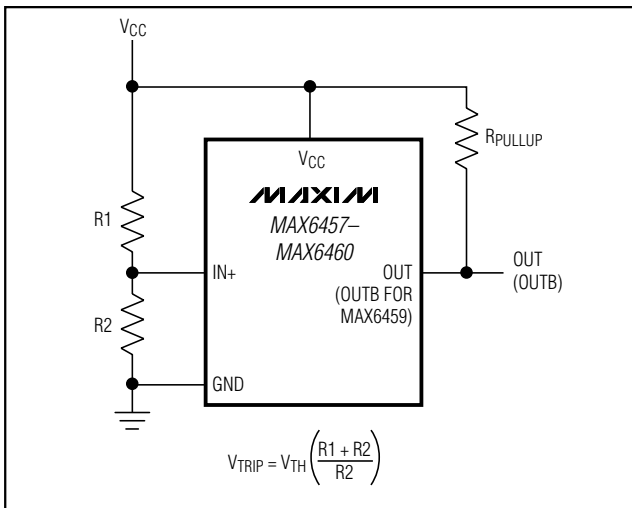 VCC
RPULLUP
VCC
MAXIM
R1
MAX6457–
MAX6460
IN+
OUT
(OUTB FOR
MAX6459)
OUT
(OUTB)
R2
GND
VTRIP = VTH(R1 + R2 / R2)